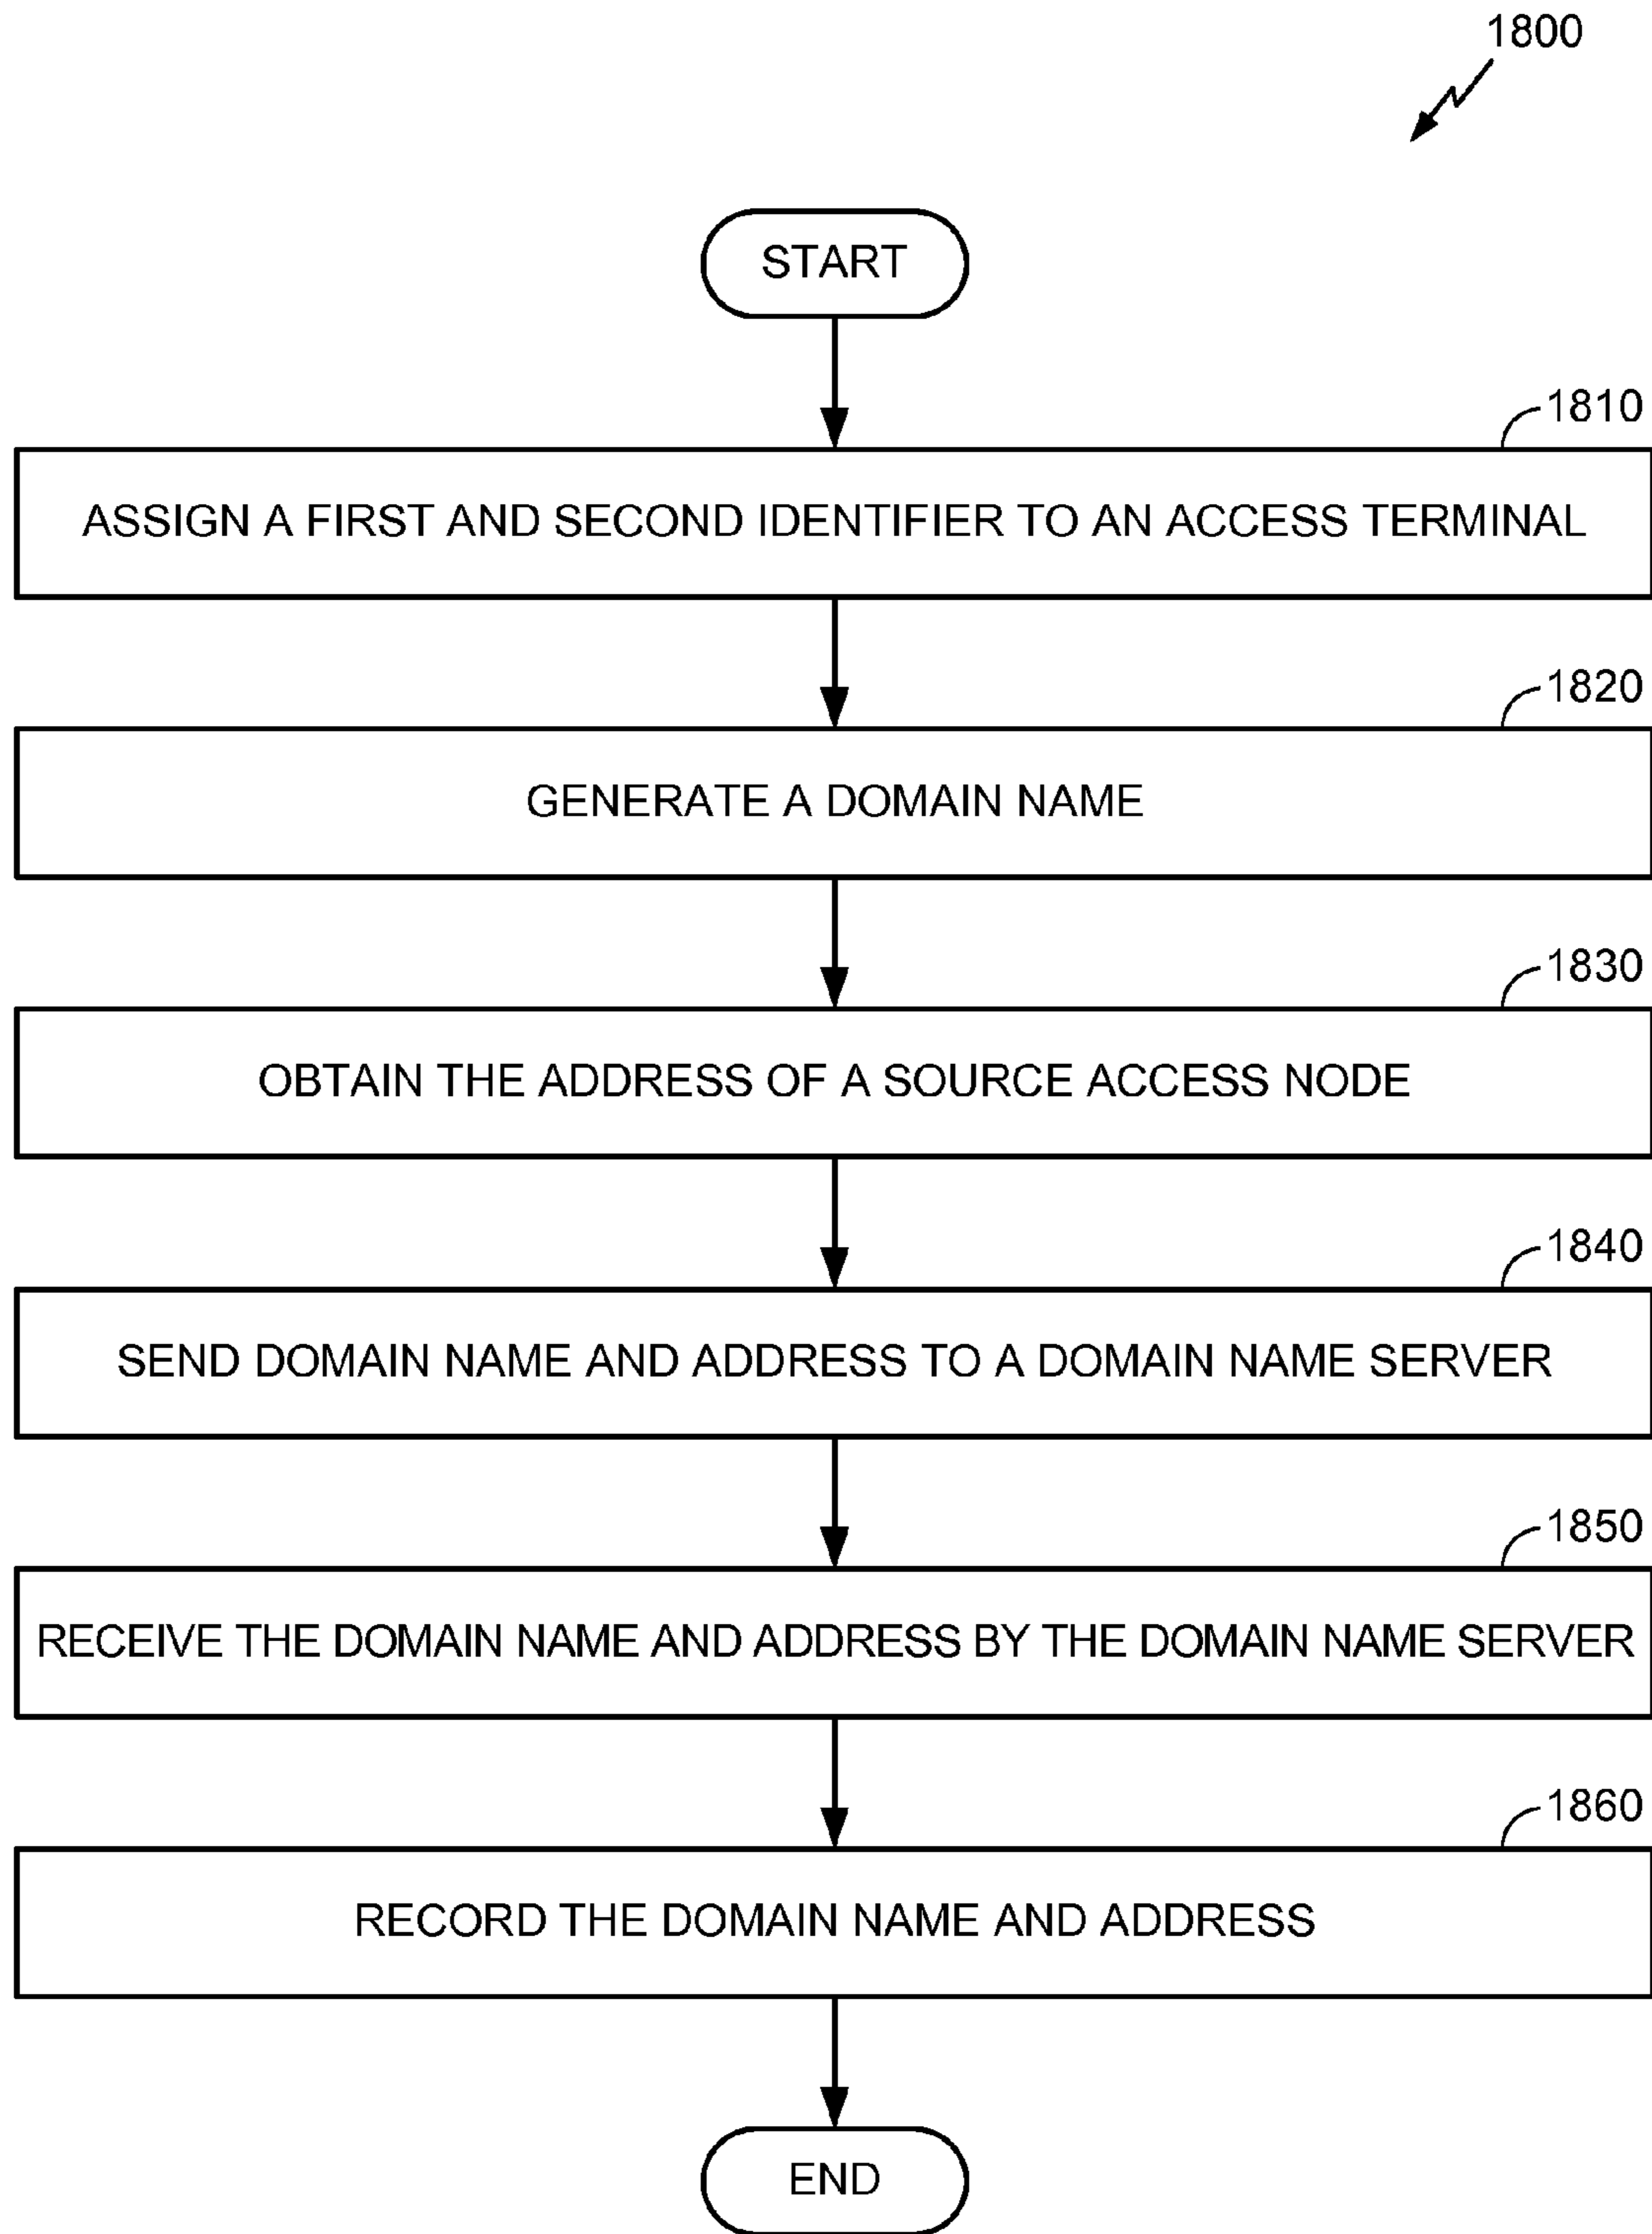 1800
START
1810
ASSIGN A FIRST AND SECOND IDENTIFIER TO AN ACCESS TERMINAL
1820
GENERATE A DOMAIN NAME
1830
OBTAIN THE ADDRESS OF A SOURCE ACCESS NODE
1840
SEND DOMAIN NAME AND ADDRESS TO A DOMAIN NAME SERVER
1850
RECEIVE THE DOMAIN NAME AND ADDRESS BY THE DOMAIN NAME SERVER
1860
RECORD THE DOMAIN NAME AND ADDRESS
END